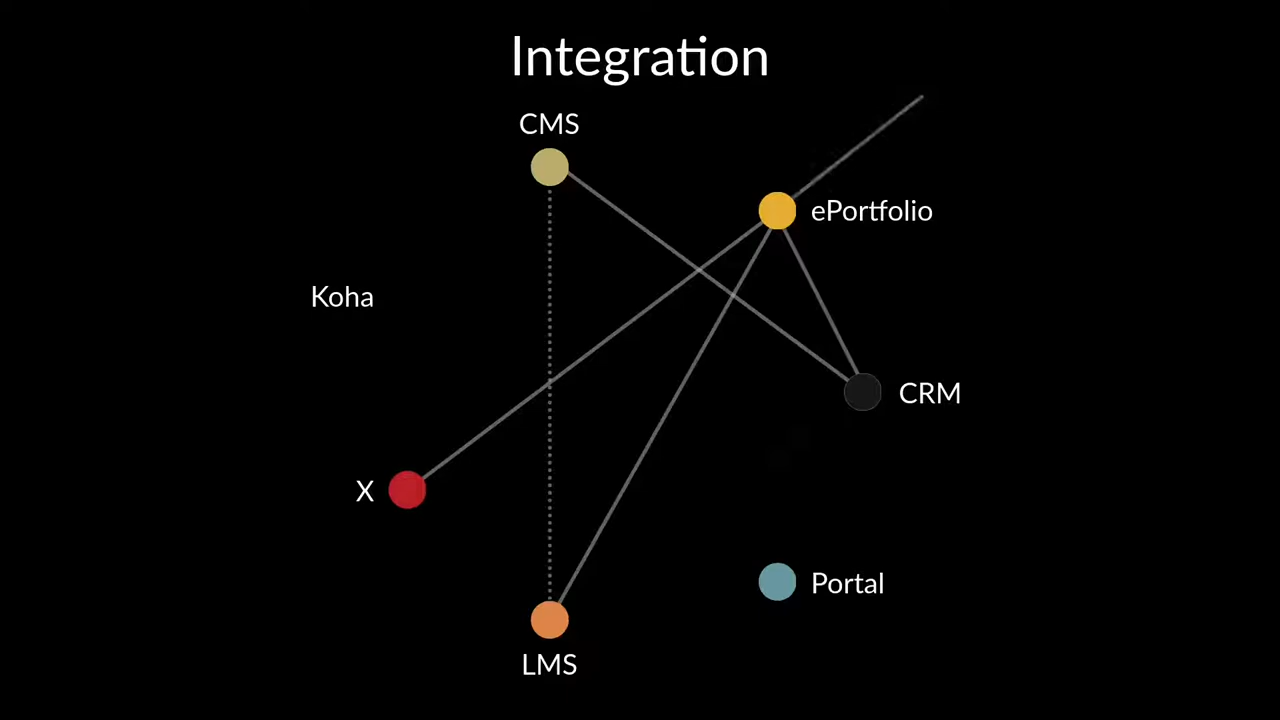 Integration
CMS
ePortfolio
Koha
CRM
X
Portal
LMS